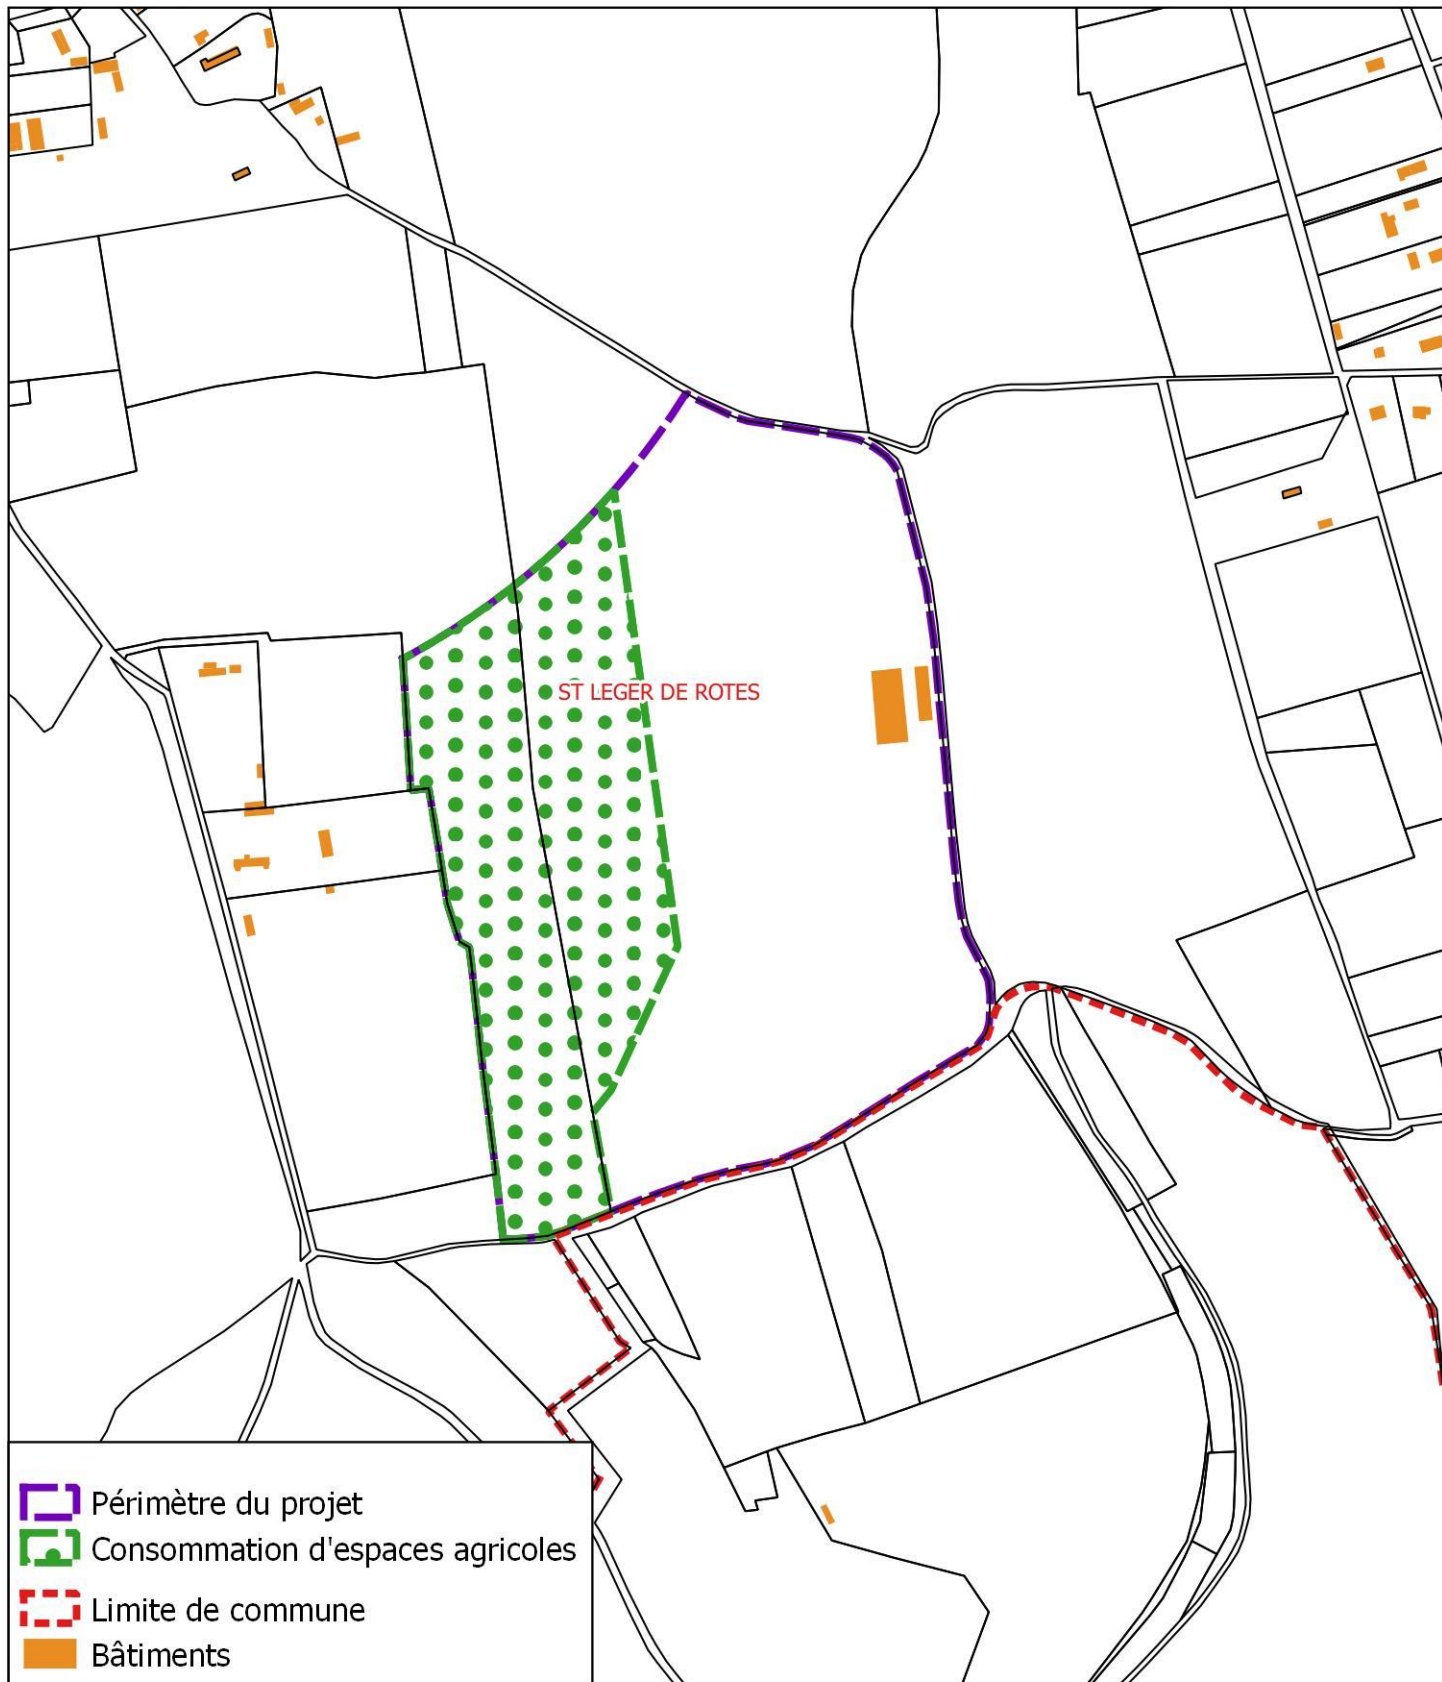 ST LEGER DE ROTES
Périmètre du projet
Consommation d'espaces agricoles
Limite de commune
Bâtiments